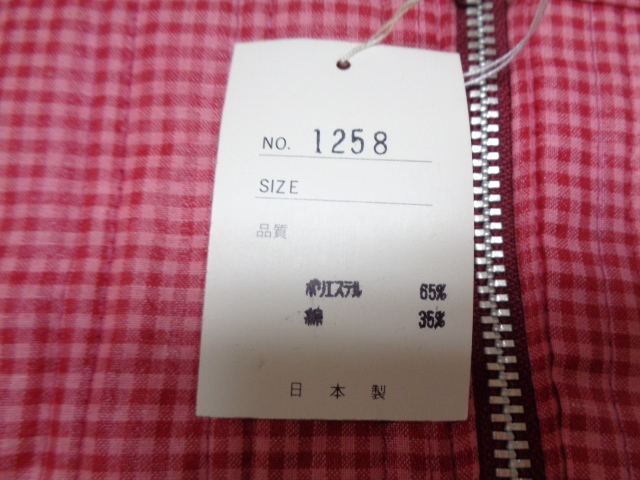 NO. 1258
SIZE
品質
ポリエステル 65%
綿 35%
日本製